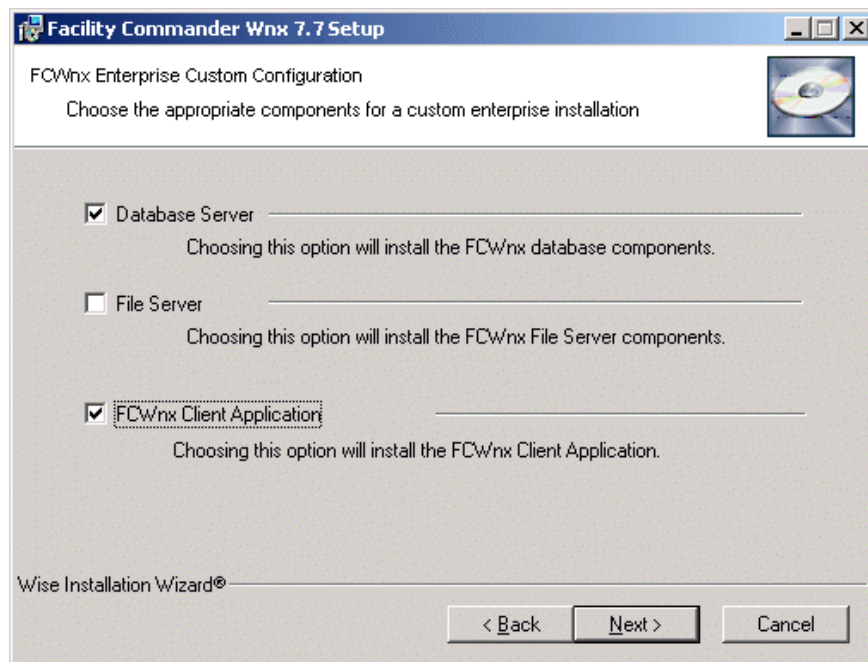 Facility Commander Wnx 7.7 Setup
FCWnx Enterprise Custom Configuration
Choose the appropriate components for a custom enterprise installation
Database Server
Choosing this option will install the FCWnx database components.
File Server
Choosing this option will install the FCWnx File Server components.
FCWnx Client Application
Choosing this option will install the FCWnx Client Application.
Wise Installation Wizard®
< Back
Next >
Cancel